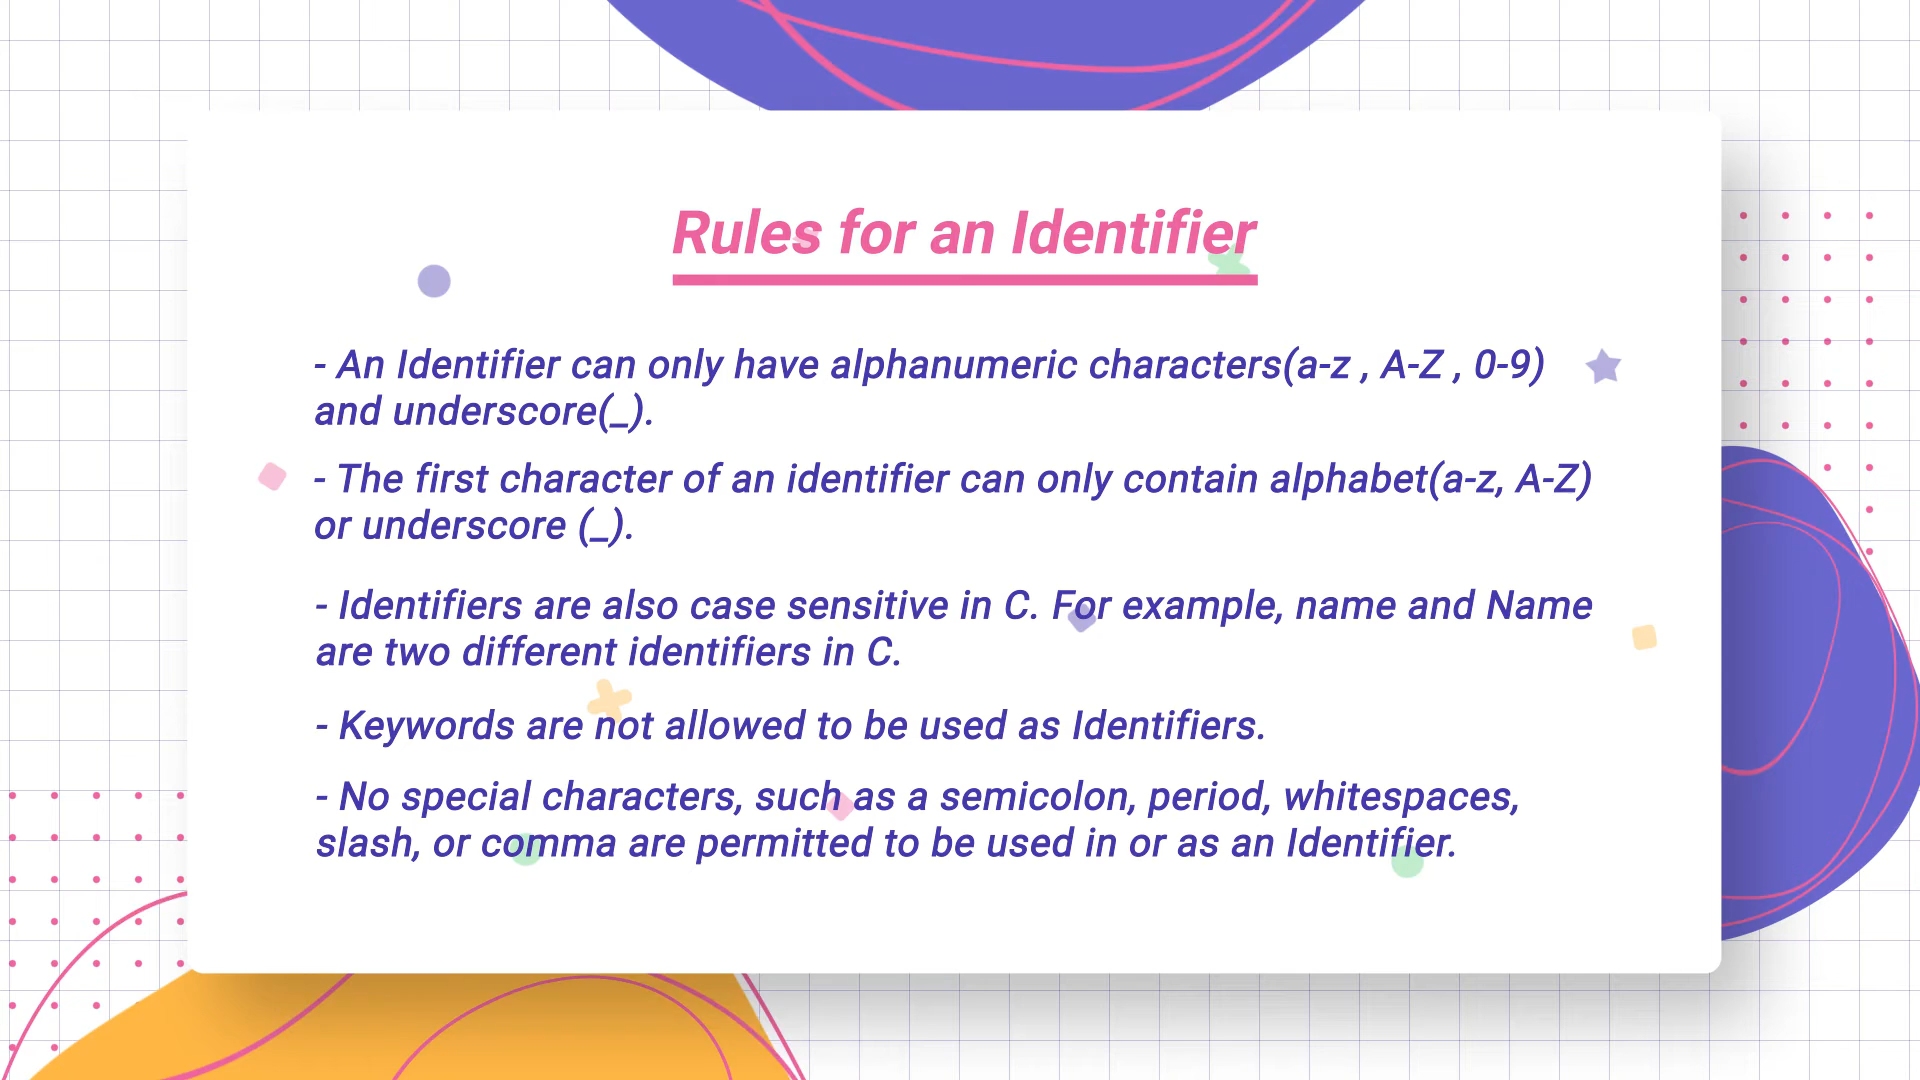 Rules for an Identifier
- An Identifier can only have alphanumeric characters(a-z , A-Z , 0-9)
and underscore(_).
- The first character of an identifier can only contain alphabet(a-z, A-Z)
or underscore (_).
- Identifiers are also case sensitive in C. For example, name and Name
are two different identifiers in C.
- Keywords are not allowed to be used as Identifiers.
- No special characters, such as a semicolon, period, whitespaces,
slash, or comma are permitted to be used in or as an Identifier.